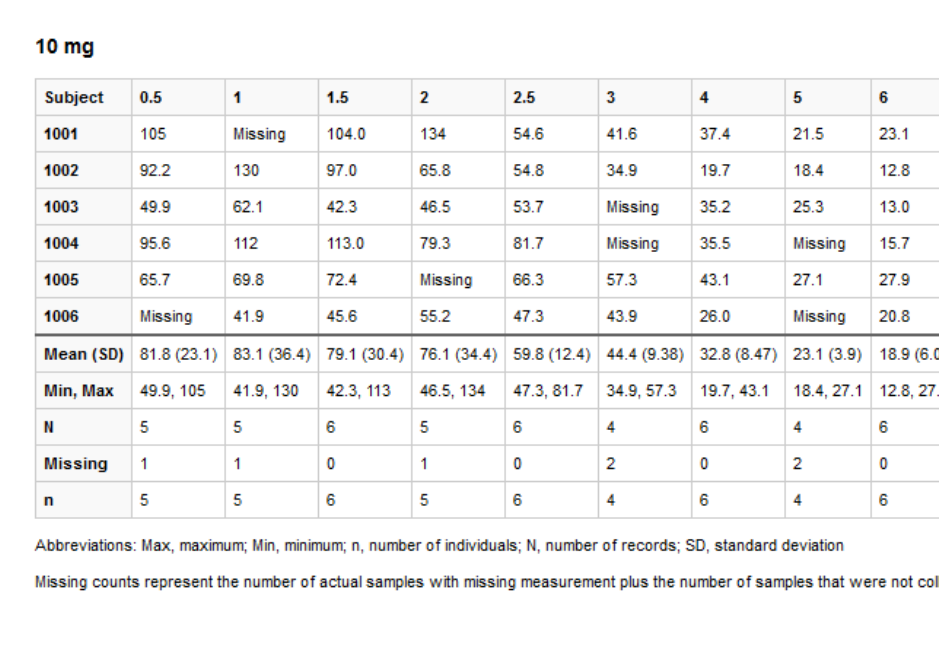 10 mg
Subject 0.5 1 1.5 2 2.5 3 4 5 6
1001 105 Missing 104.0 134 54.6 41.6 37.4 21.5 23.1
1002 92.2 130 97.0 65.8 54.8 34.9 19.7 18.4 12.8
1003 49.9 62.1 42.3 46.5 53.7 Missing 35.2 25.3 13.0
1004 95.6 112 113.0 79.3 81.7 Missing 35.5 Missing 15.7
1005 65.7 69.8 72.4 Missing 66.3 57.3 43.1 27.1 27.9
1006 Missing 41.9 45.6 55.2 47.3 43.9 26.0 Missing 20.8
Mean (SD) 81.8 (23.1) 83.1 (36.4) 79.1 (30.4) 76.1 (34.4) 59.8 (12.4) 44.4 (9.38) 32.8 (8.47) 23.1 (3.9) 18.9 (6.0
Min, Max 49.9, 105 41.9, 130 42.3, 113 46.5, 134 47.3, 81.7 34.9, 57.3 19.7, 43.1 18.4, 27.1 12.8, 27.
N 5 5 6 5 6 4 6 4 6
Missing 1 1 0 1 0 2 0 2 0
n 5 5 6 5 6 4 6 4 6
Abbreviations: Max, maximum; Min, minimum; n, number of individuals; N, number of records; SD, standard deviation
Missing counts represent the number of actual samples with missing measurement plus the number of samples that were not col